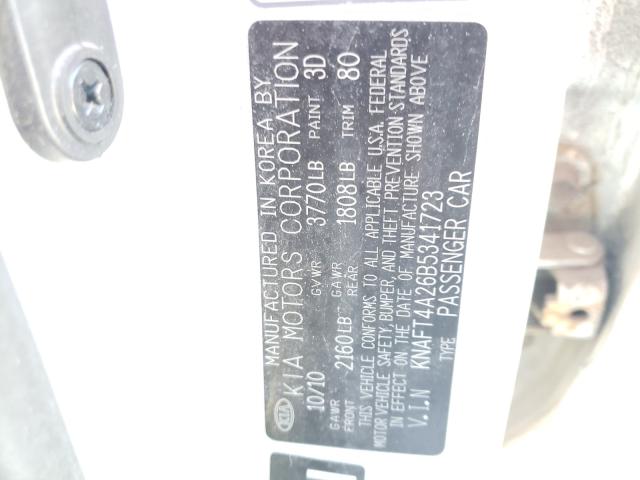 MANUFACTURED IN KOREA BY
KIA KIA MOTORS CORPORATION
10/10 GVWR 3770LB PAINT 3D
GAWR FRONT 2160LB GAWR REAR 1808LB TRIM 80
THIS VEHICLE CONFORMS TO ALL APPLICABLE U.S.A. FEDERAL
MOTOR VEHICLE SAFETY, BUMPER, AND THEFT PREVENTION STANDARDS
IN EFFECT ON THE DATE OF MANUFACTURE SHOWN ABOVE
V.I.N KNAFT4A26B5341723
TYPE PASSENGER CAR